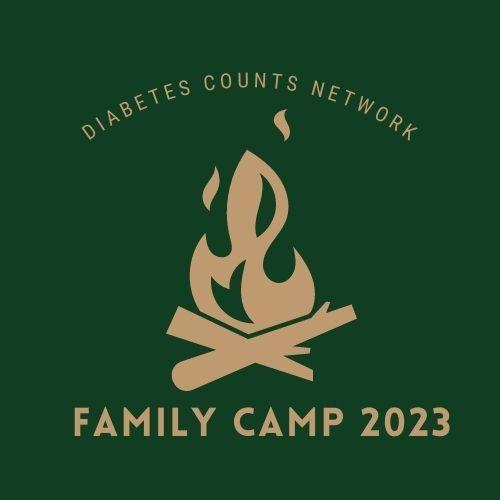 DIABETES COUNTS NETWORK
FAMILY CAMP 2023